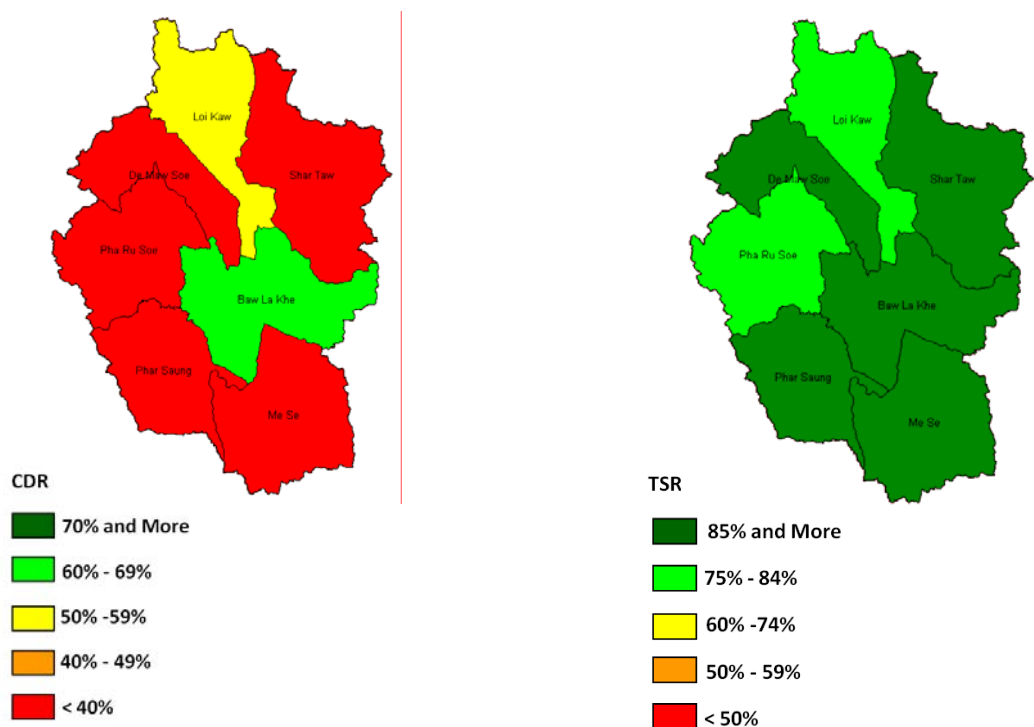 Loi Kaw
De Maw Soe
Shar Taw
Pha Ru Soe
Baw La Khe
Phar Saung
Me Se
CDR
70% and More
60% - 69%
50% -59%
40% - 49%
< 40%
Loi Kaw
De Maw Soe
Shar Taw
Pha Ru Soe
Baw La Khe
Phar Saung
Me Se
TSR
85% and More
75% - 84%
60% -74%
50% - 59%
< 50%